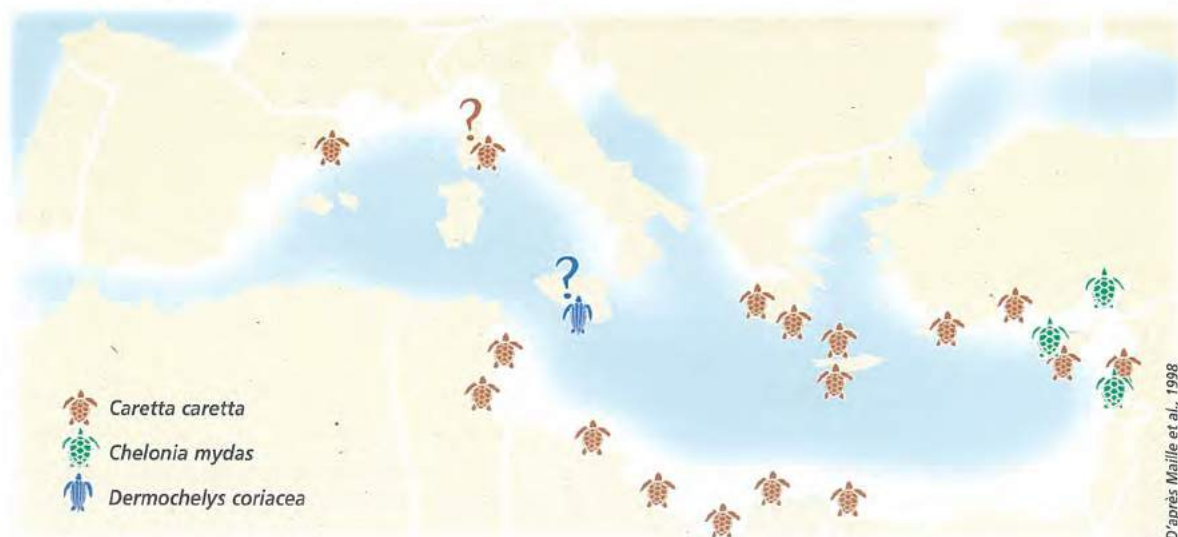 ?
?
Caretta caretta
Chelonia mydas
Dermochelys coriacea
D'après Maille et al., 1998